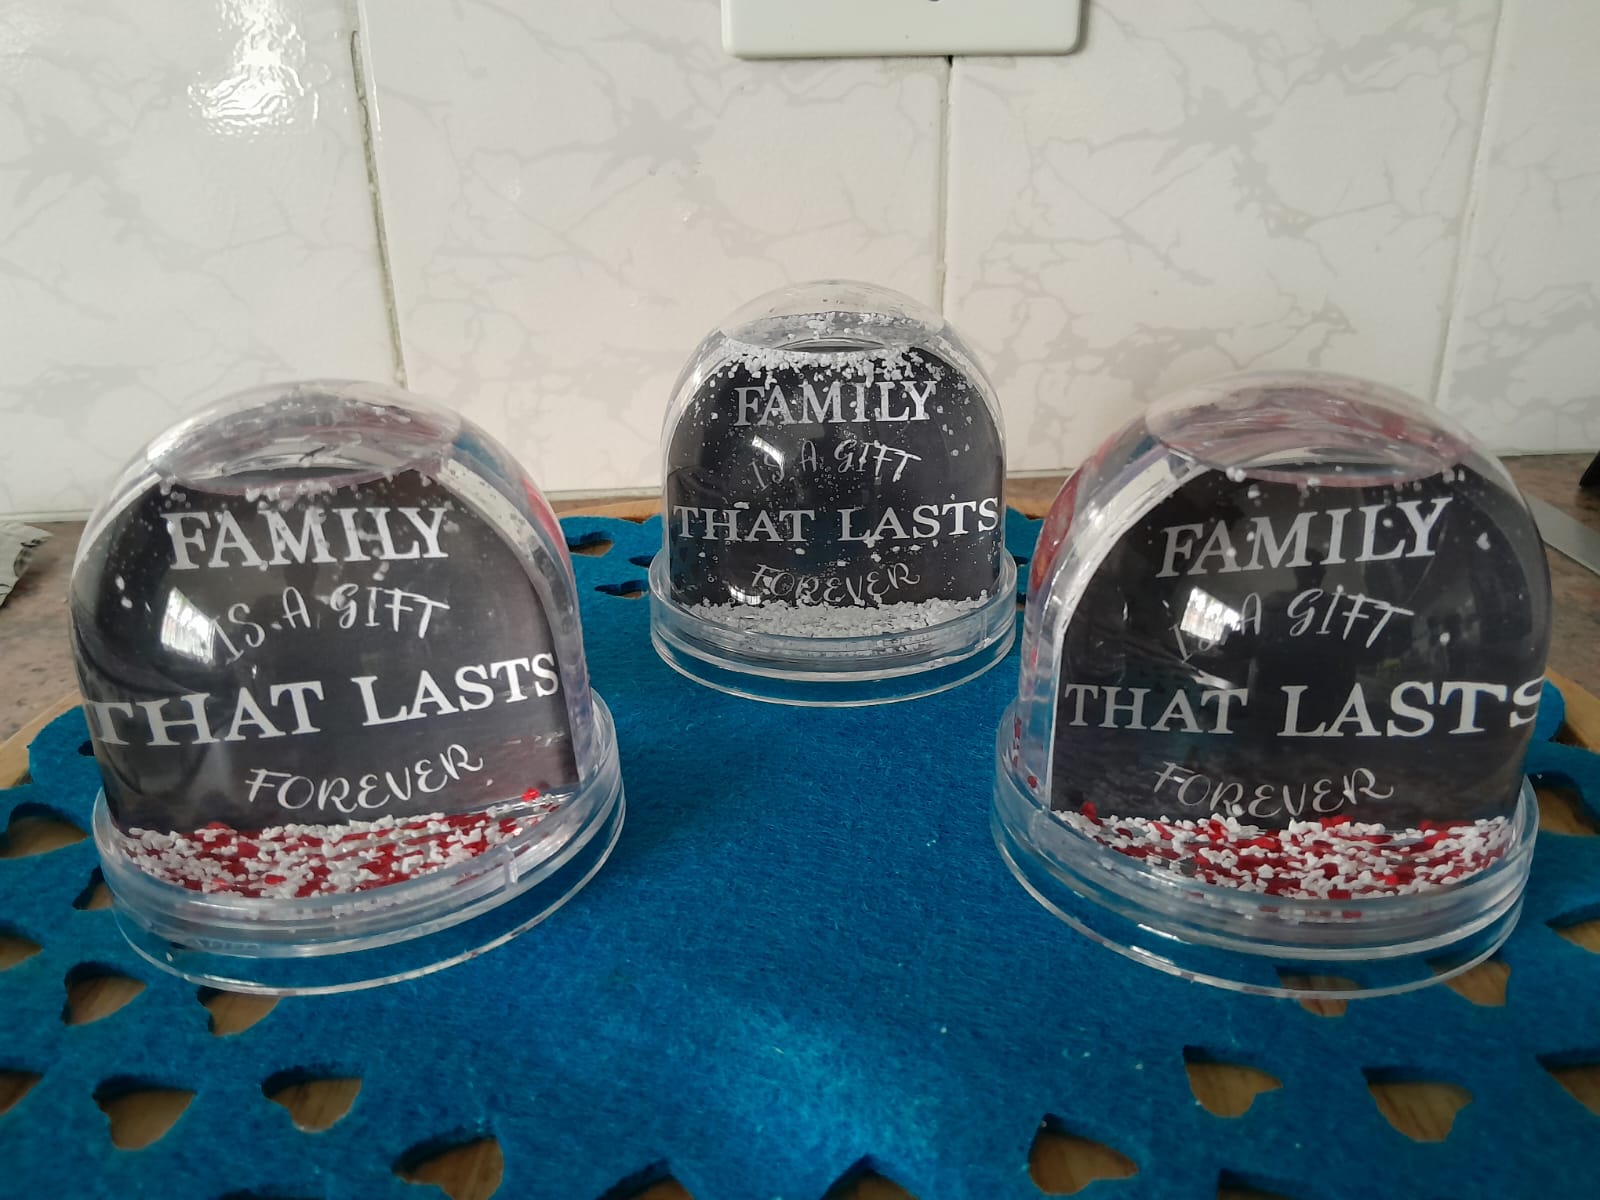 FAMILY
IS A GIFT
THAT LASTS
FOREVER
FAMILY
IS A GIFT
THAT LASTS
FOREVER
FAMILY
IS A GIFT
THAT LASTS
FOREVER